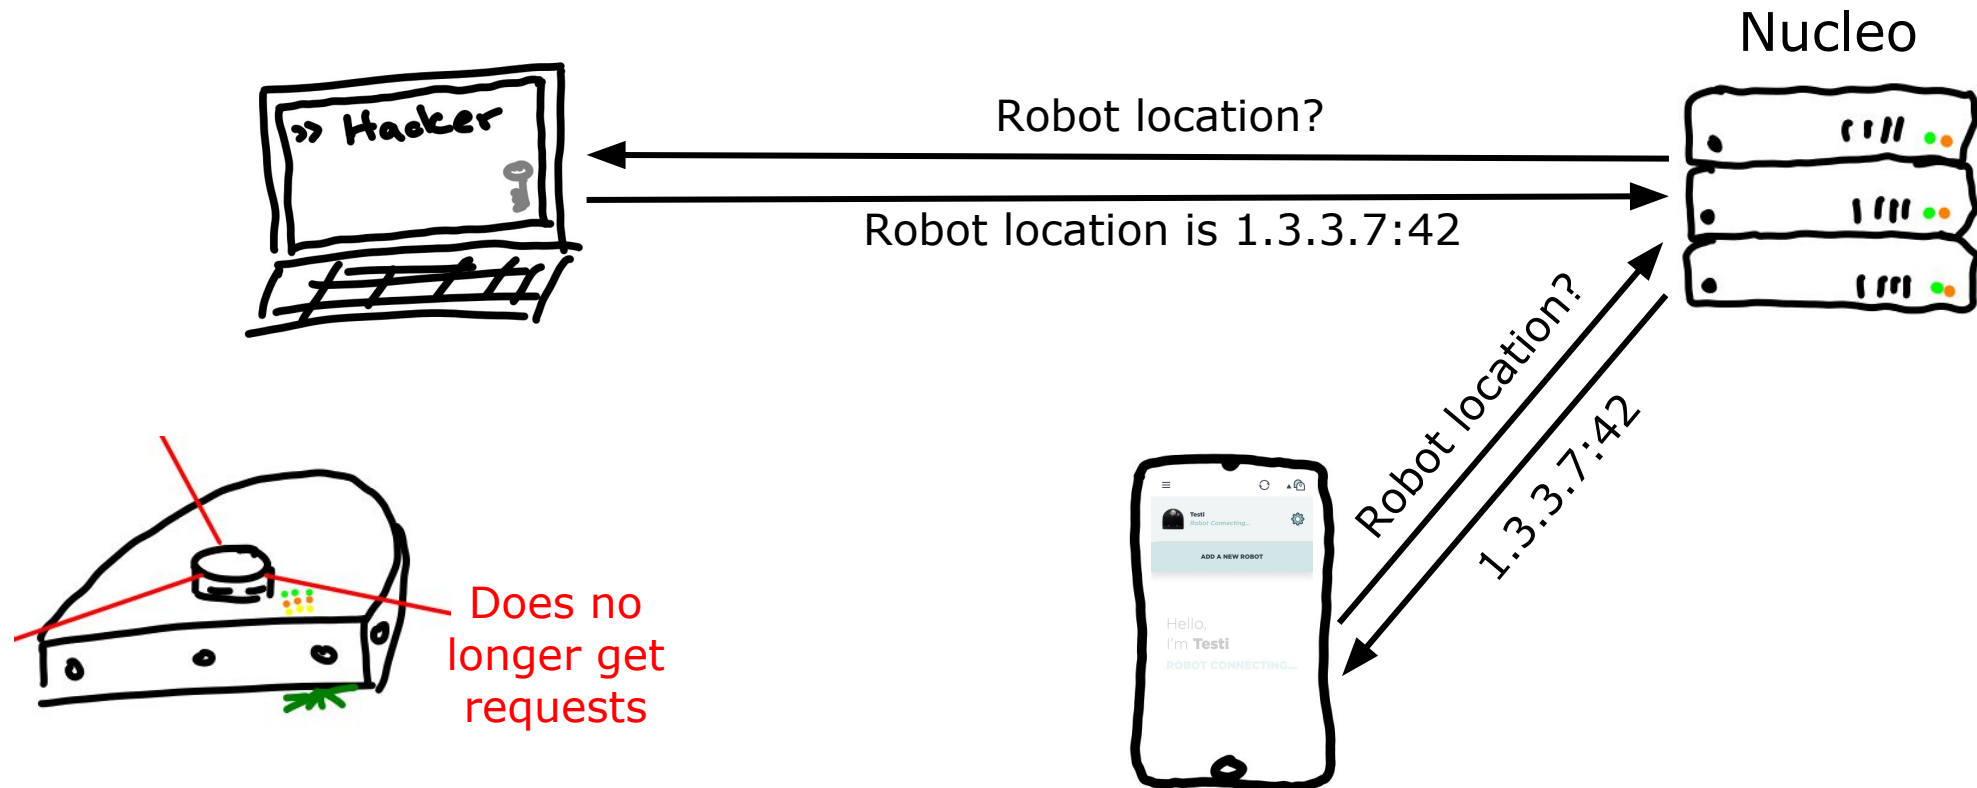 Nucleo
>> Hacker
Robot location?
Robot location is 1.3.3.7:42
Robot location?
1.3.3.7:42
Does no
longer get
requests
Testi
Robot Connecting...
ADD A NEW ROBOT
Hello,
I'm Testi
ROBOT CONNECTING...